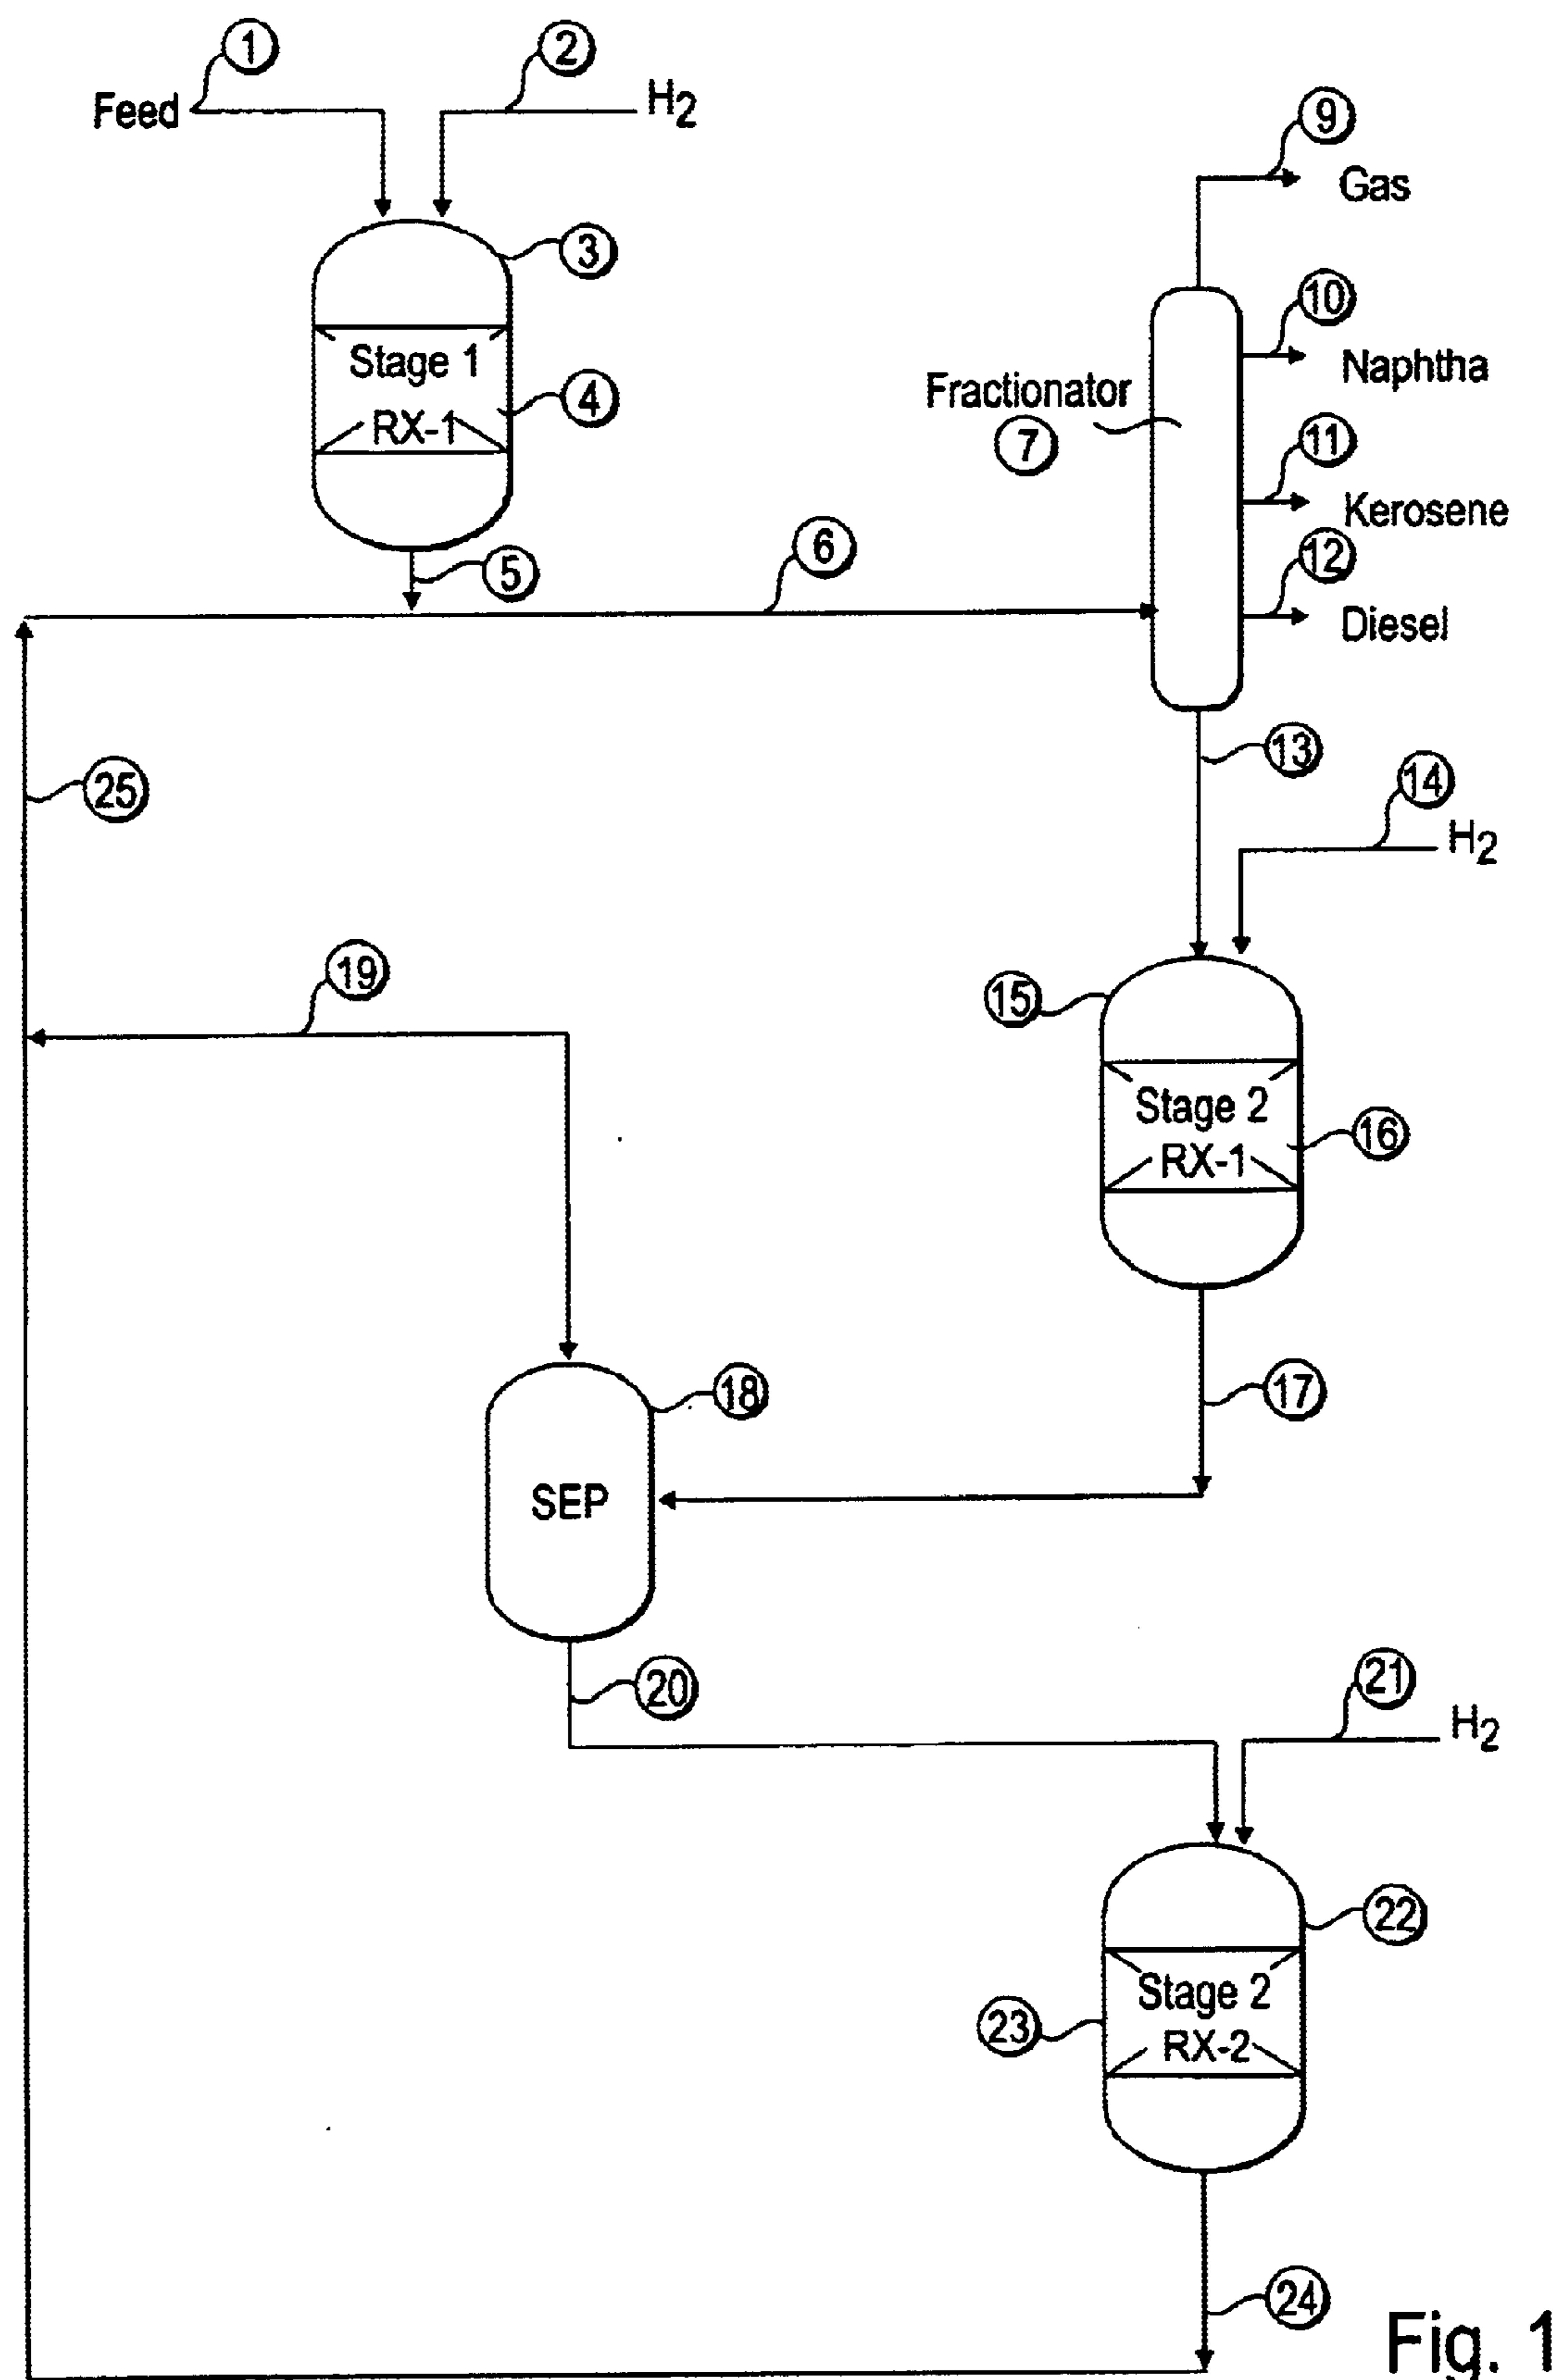 1
2
Feed
H2
9
Gas
3
10
Stage 1
Naphtha
4
Fractionator
RX-1
7
11
Kerosene
6
12
5
Diesel
13
25
14
H2
19
15
Stage 2
16
RX-1
18
17
SEP
20
21
H2
22
Stage 2
23
RX-2
24
Fig. 1